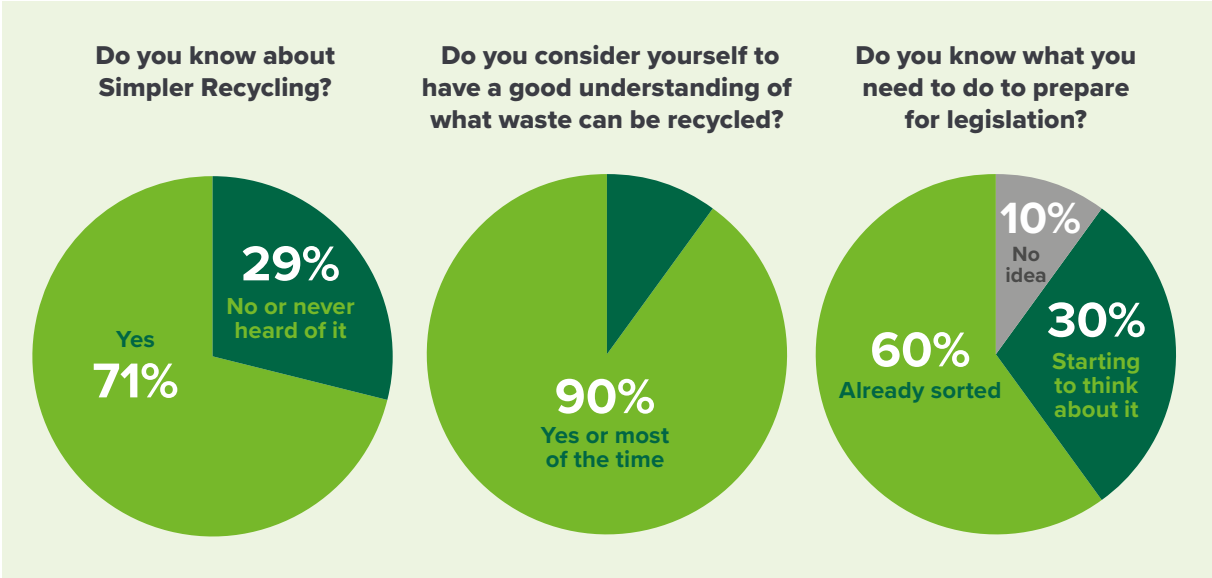 Do you know about
Simpler Recycling?
29%
No or never
heard of it
Yes
71%
Do you consider yourself to
have a good understanding of
what waste can be recycled?
90%
Yes or most
of the time
Do you know what you
need to do to prepare
for legislation?
10%
No
idea
30%
Starting
to think
about it
60%
Already sorted